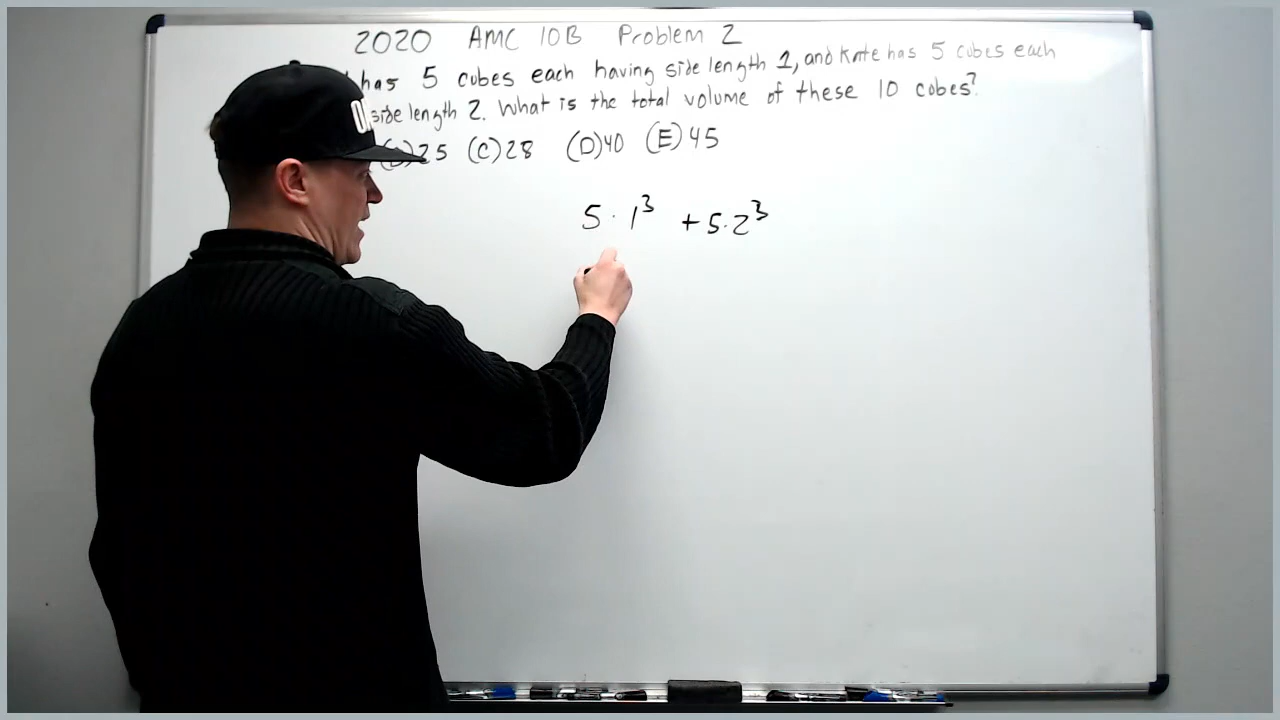 2020 AMC 10B Problem 2
has 5 cubes each having side length 1, and Kate has 5 cubes each
side length 2. What is the total volume of these 10 cubes?
(B)25 (C)28 (D)40 (E)45
5 · 1³ + 5·2³